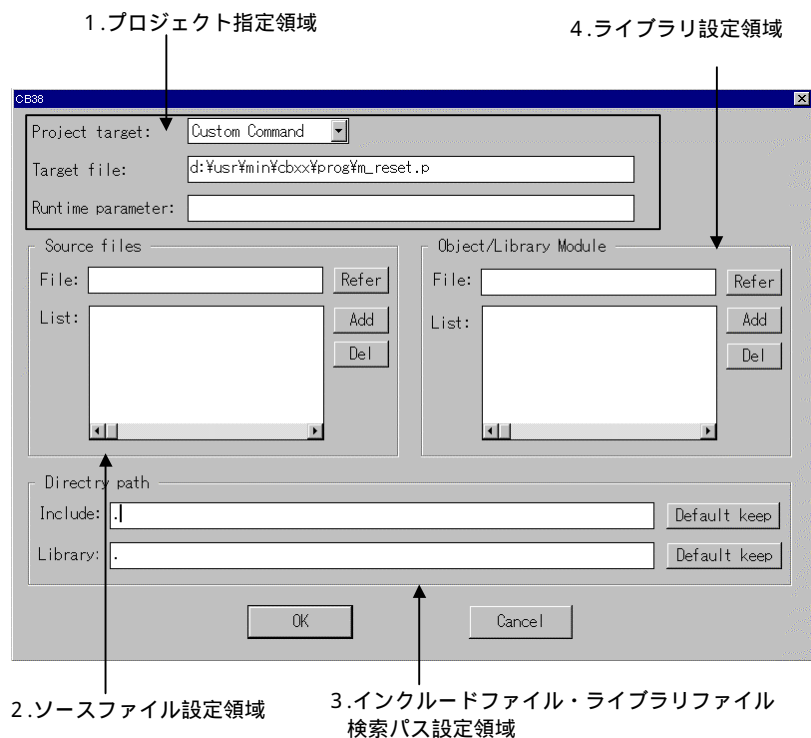 1.プロジェクト指定領域
4.ライブラリ設定領域
CB38
Project target: Custom Command
Target file: d:¥usr¥min¥cbxx¥prog¥m_reset.p
Runtime parameter:
Source files
File: Refer
List: Add
Del
Object/Library Module
File: Refer
List: Add
Del
Directry path
Include: . Default keep
Library: . Default keep
OK Cancel
2.ソースファイル設定領域
3.インクルードファイル・ライブラリファイル
検索パス設定領域